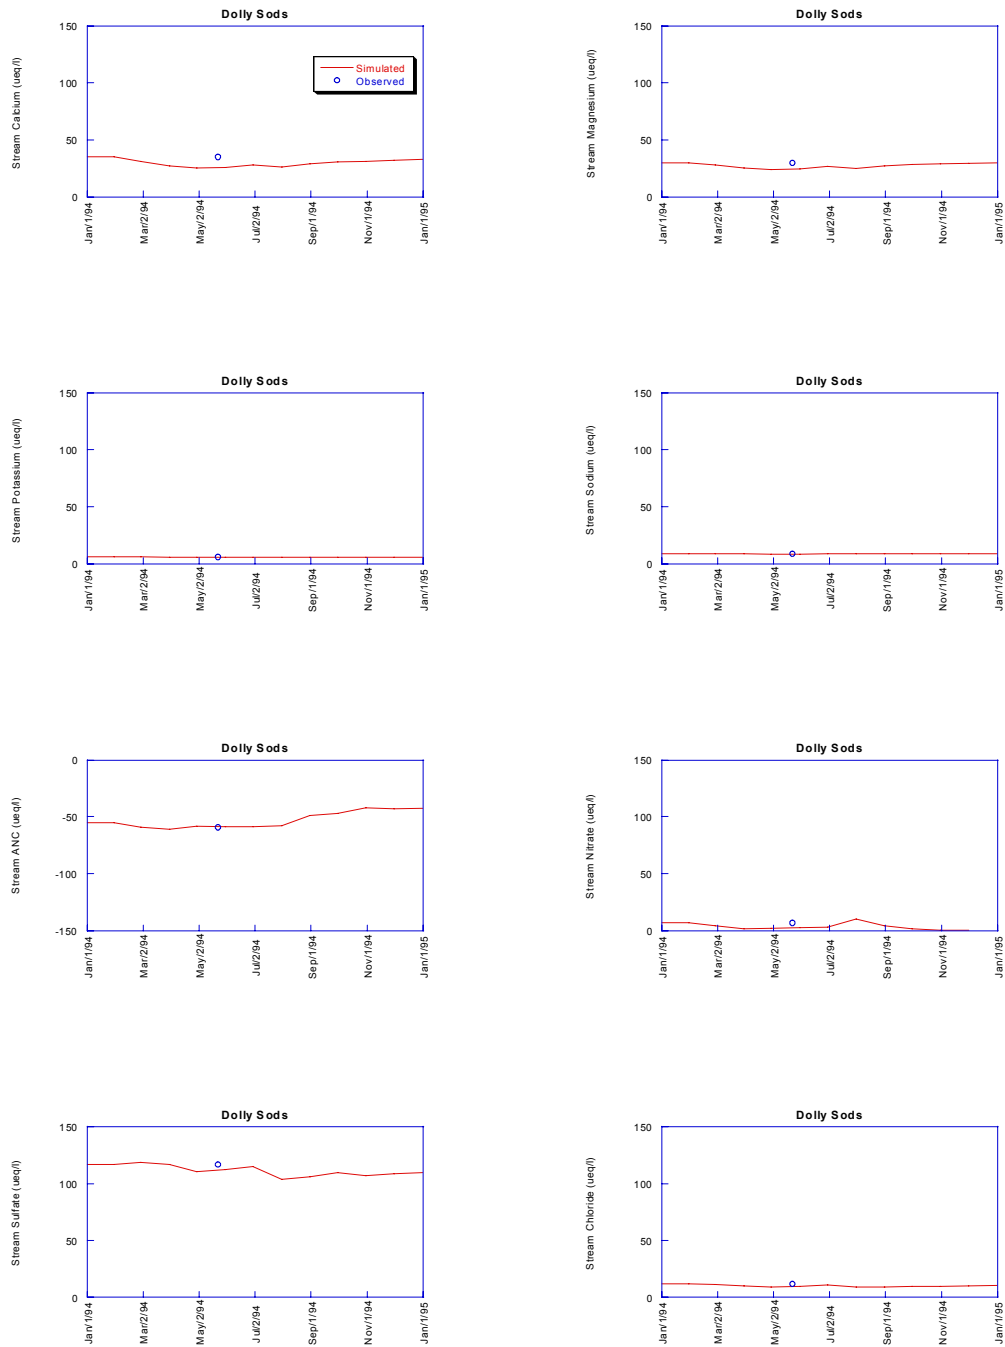 Dolly Sods
Stream Calcium (ueq/l)
150
100
50
0
Simulated
Observed
Jan/1/94
Mar/2/94
May/2/94
Jul/2/94
Sep/1/94
Nov/1/94
Jan/1/95
Dolly Sods
Stream Magnesium (ueq/l)
150
100
50
0
Jan/1/94
Mar/2/94
May/2/94
Jul/2/94
Sep/1/94
Nov/1/94
Jan/1/95
Dolly Sods
Stream Potassium (ueq/l)
150
100
50
0
Jan/1/94
Mar/2/94
May/2/94
Jul/2/94
Sep/1/94
Nov/1/94
Jan/1/95
Dolly Sods
Stream Sodium (ueq/l)
150
100
50
0
Jan/1/94
Mar/2/94
May/2/94
Jul/2/94
Sep/1/94
Nov/1/94
Jan/1/95
Dolly Sods
Stream ANC (ueq/l)
0
-50
-100
-150
Jan/1/94
Mar/2/94
May/2/94
Jul/2/94
Sep/1/94
Nov/1/94
Jan/1/95
Dolly Sods
Stream Nitrate (ueq/l)
150
100
50
0
Jan/1/94
Mar/2/94
May/2/94
Jul/2/94
Sep/1/94
Nov/1/94
Jan/1/95
Dolly Sods
Stream Sulfate (ueq/l)
150
100
50
0
Jan/1/94
Mar/2/94
May/2/94
Jul/2/94
Sep/1/94
Nov/1/94
Jan/1/95
Dolly Sods
Stream Chloride (ueq/l)
150
100
50
0
Jan/1/94
Mar/2/94
May/2/94
Jul/2/94
Sep/1/94
Nov/1/94
Jan/1/95